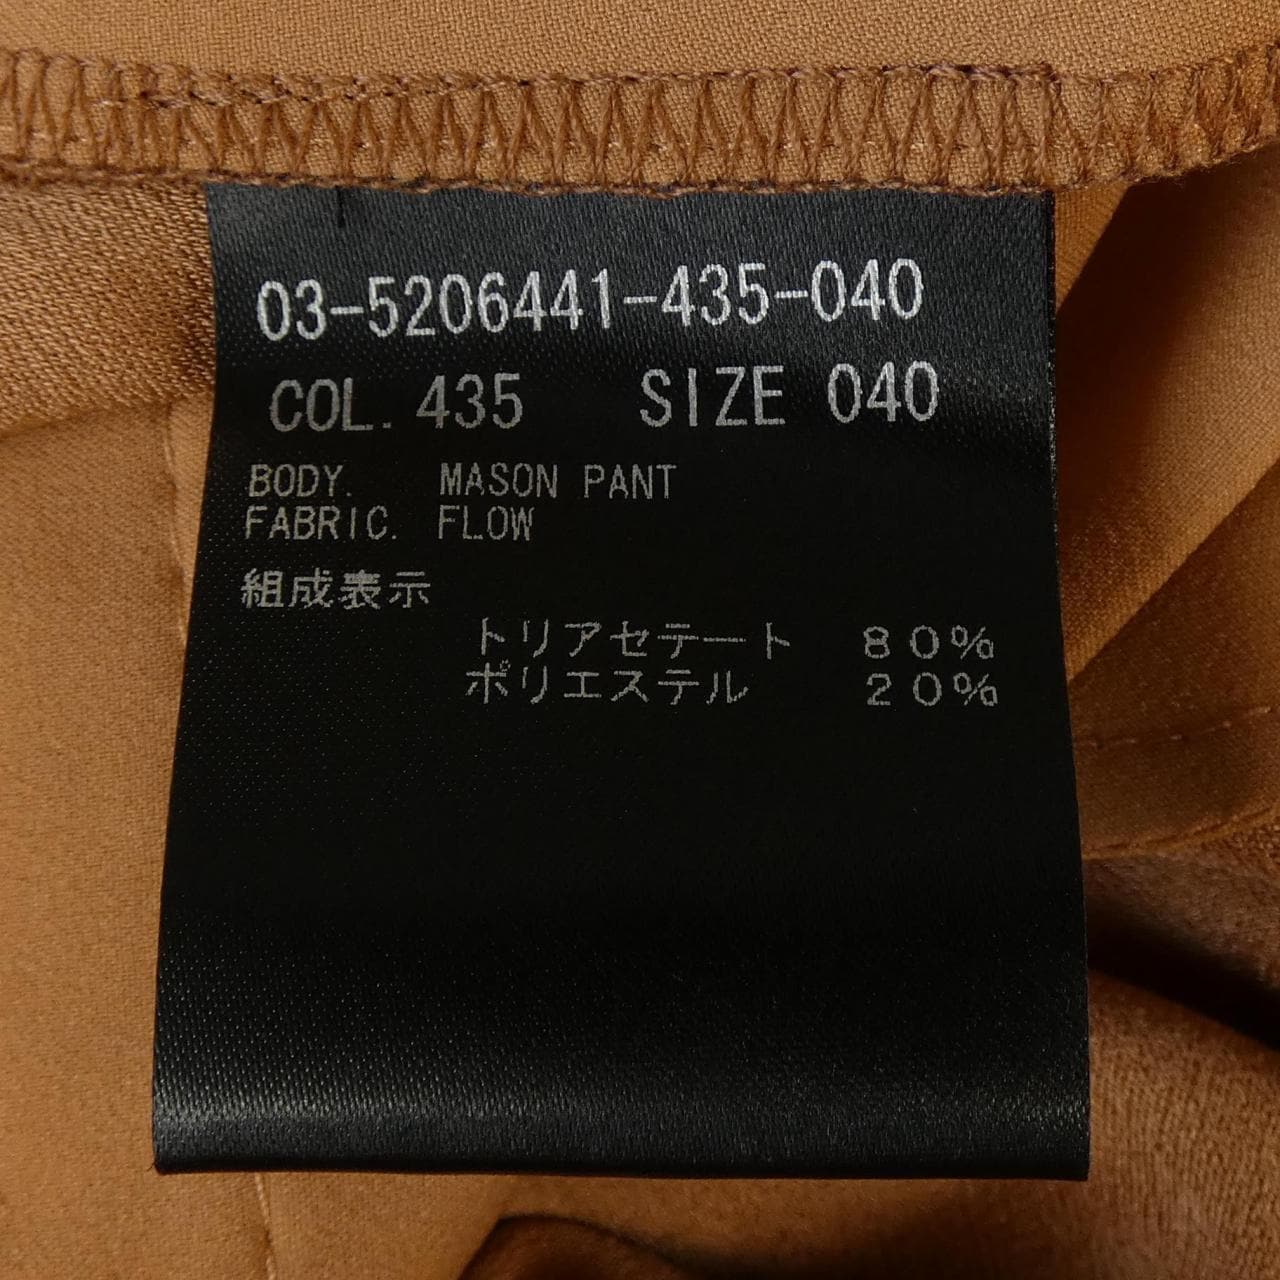 03-5206441-435-040
COL. 435 SIZE 040
BODY. MASON PANT
FABRIC. FLOW
組成表示
トリアセテート 80%
ポリエステル 20%